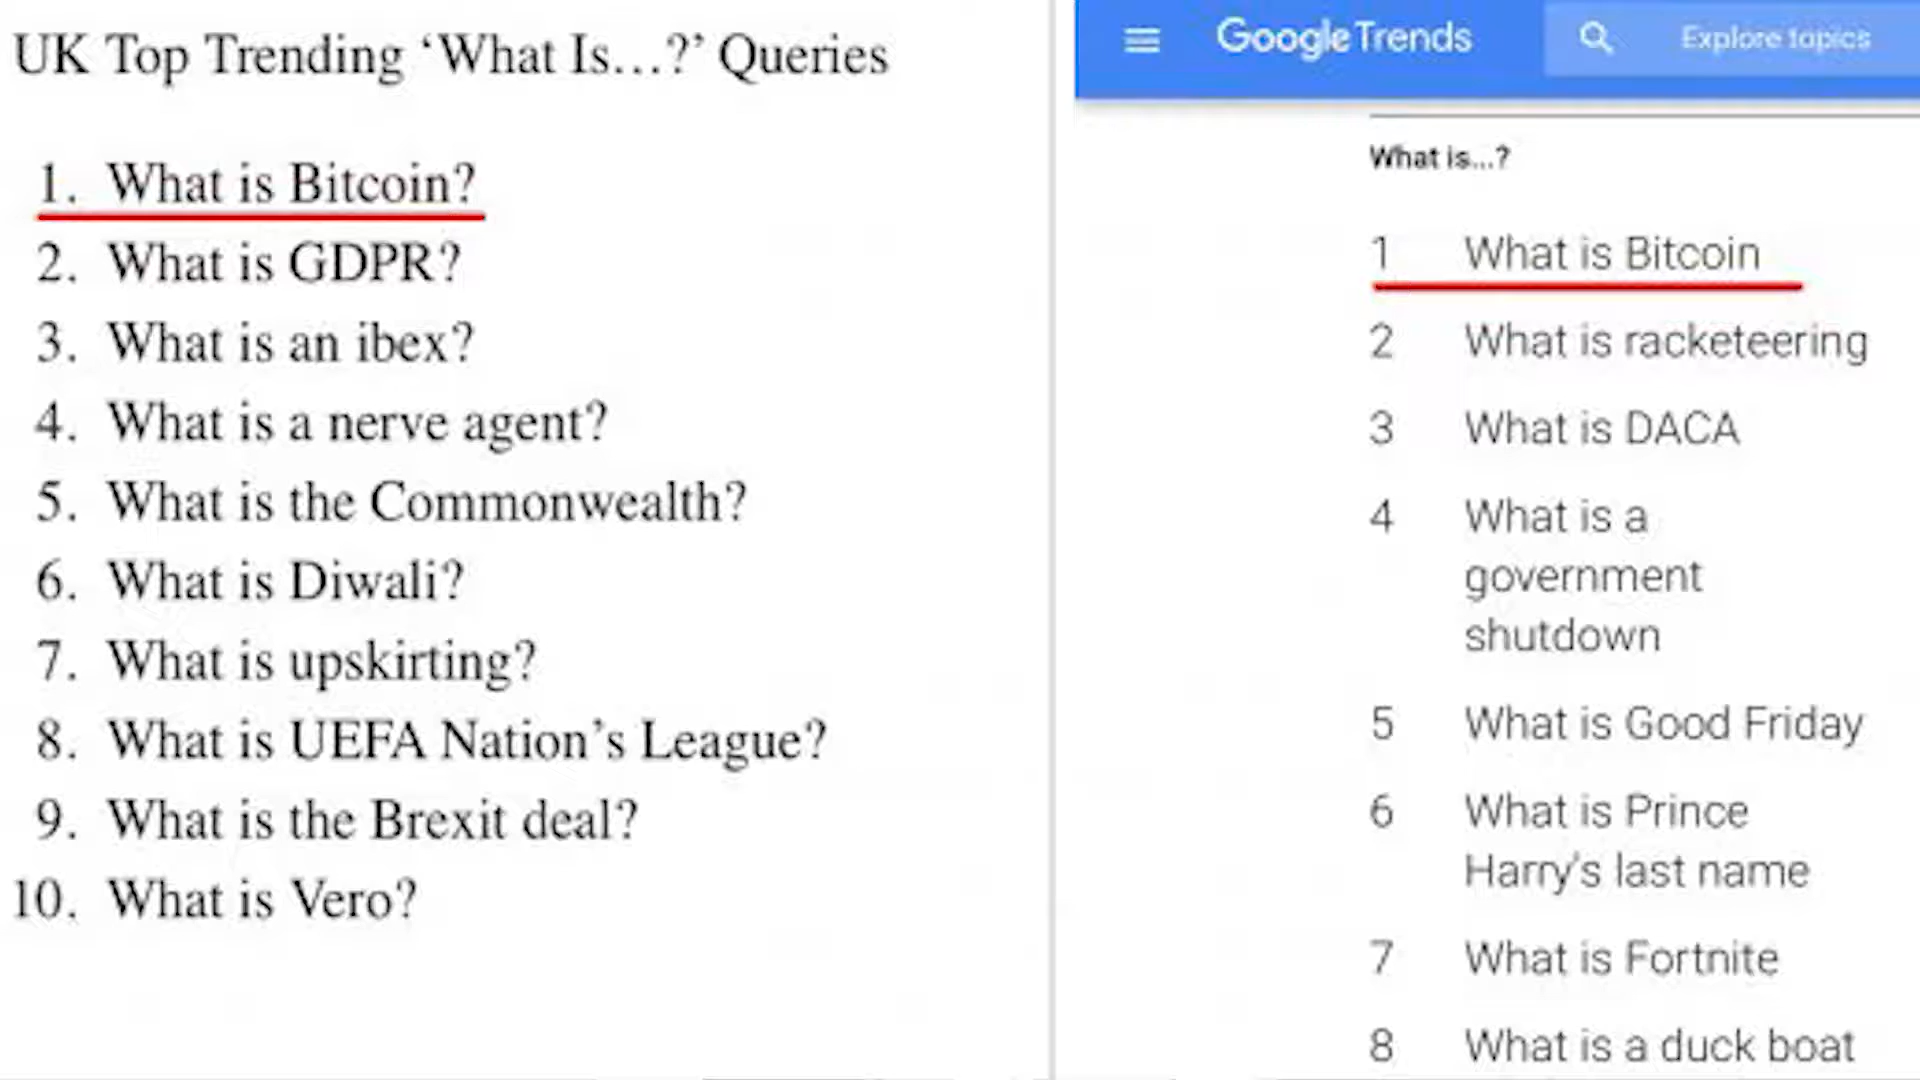 UK Top Trending ‘What Is...?’ Queries
1. What is Bitcoin?
2. What is GDPR?
3. What is an ibex?
4. What is a nerve agent?
5. What is the Commonwealth?
6. What is Diwali?
7. What is upskirting?
8. What is UEFA Nation’s League?
9. What is the Brexit deal?
10. What is Vero?
Google Trends
Explore topics
What is...?
1 What is Bitcoin
2 What is racketeering
3 What is DACA
4 What is a
government
shutdown
5 What is Good Friday
6 What is Prince
Harry's last name
7 What is Fortnite
8 What is a duck boat